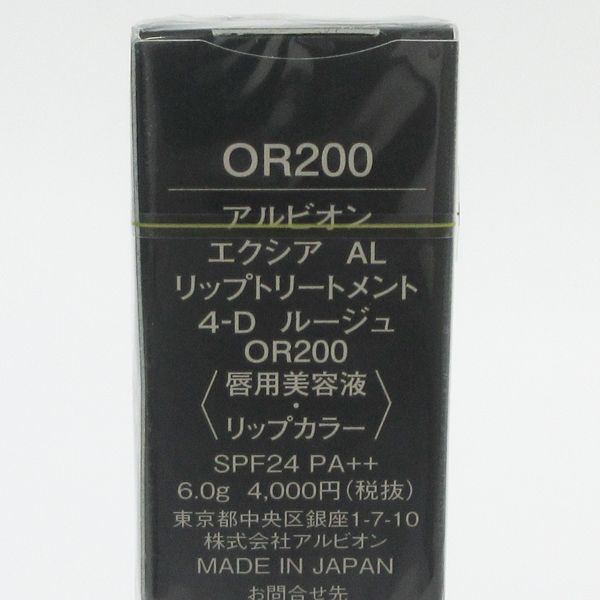 OR200
アルビオン
エクシア AL
リップトリートメント
4-D ルージュ
OR200
〈唇用美容液・
リップカラー〉
SPF24 PA++
6.0g 4,000円(税抜)
東京都中央区銀座1-7-10
株式会社アルビオン
MADE IN JAPAN
お問合せ先